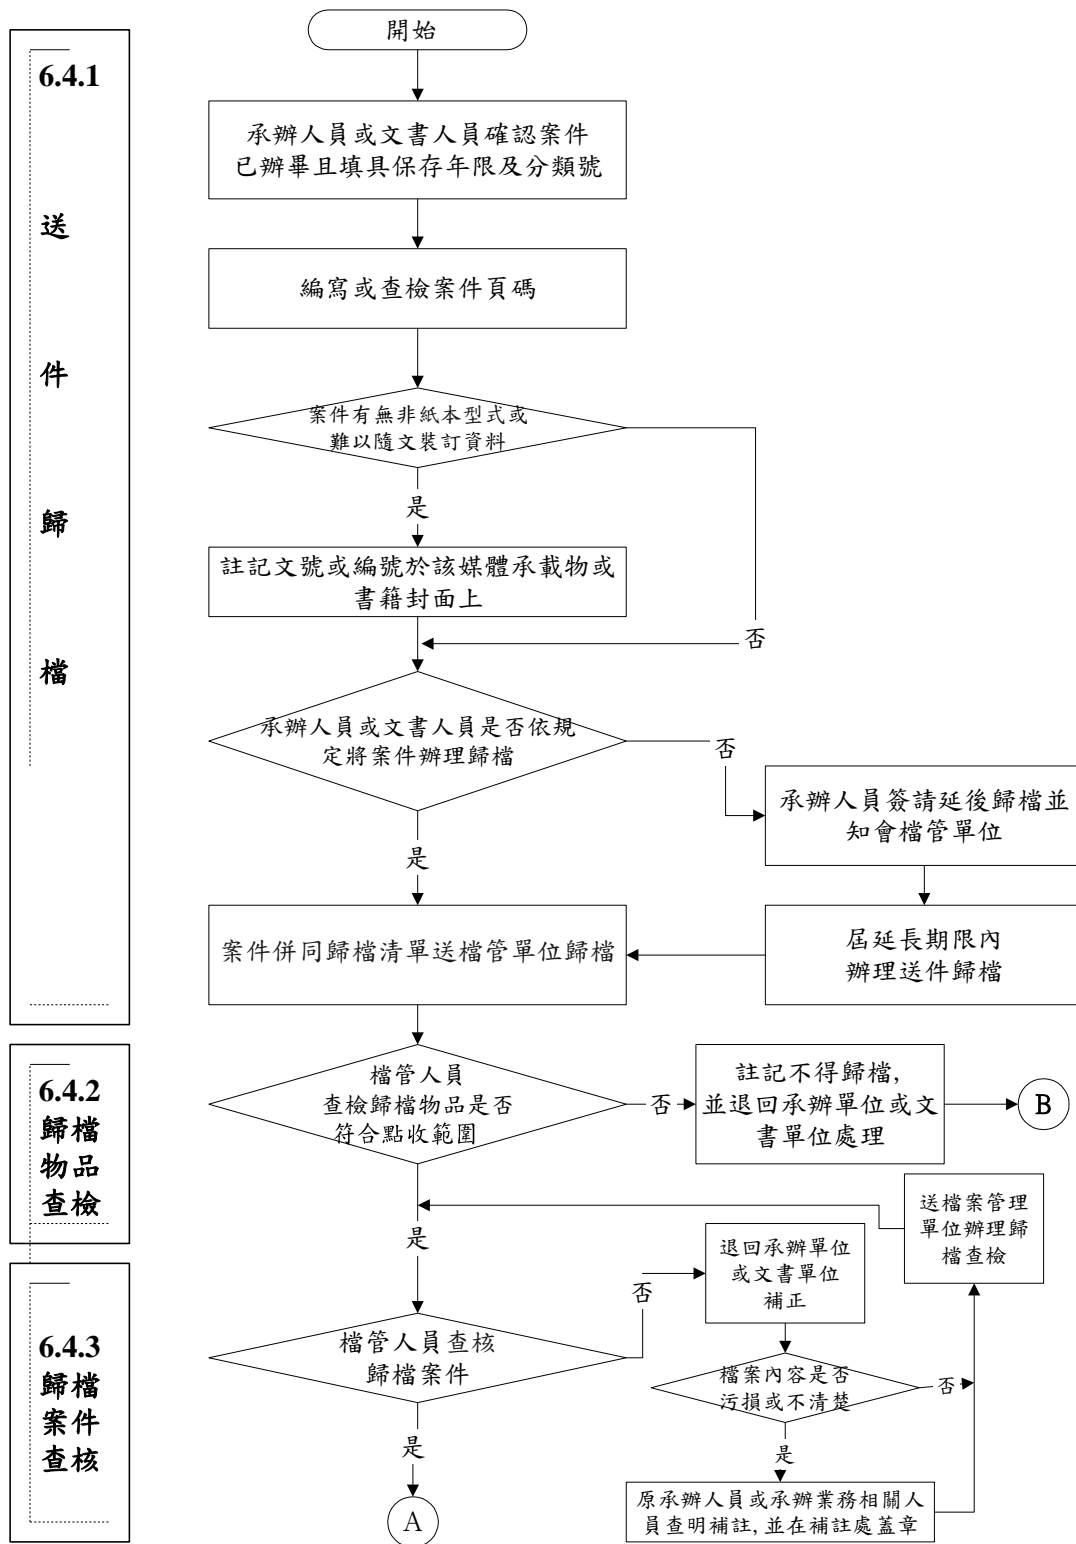 6.4.1
送
件
歸
檔
開始
承辦人員或文書人員確認案件
已辦畢且填具保存年限及分類號
編寫或查檢案件頁碼
案件有無非紙本型式或
難以隨文裝訂資料
是
否
註記文號或編號於該媒體承載物或
書籍封面上
承辦人員或文書人員是否依規
定將案件辦理歸檔
否
是
承辦人員簽請延後歸檔並
知會檔管單位
屆延長期限內
辦理送件歸檔
案件併同歸檔清單送檔管單位歸檔
6.4.2
歸檔
物品
查檢
檔管人員
查檢歸檔物品是否
符合點收範圍
否
註記不得歸檔,
並退回承辦單位或文
書單位處理
B
是
送檔案管理
單位辦理歸
檔查檢
6.4.3
歸檔
案件
查核
檔管人員查核
歸檔案件
否
退回承辦單位
或文書單位
補正
檔案內容是否
污損或不清楚
否
是
原承辦人員或承辦業務相關人
員查明補註,並在補註處蓋章
是
A